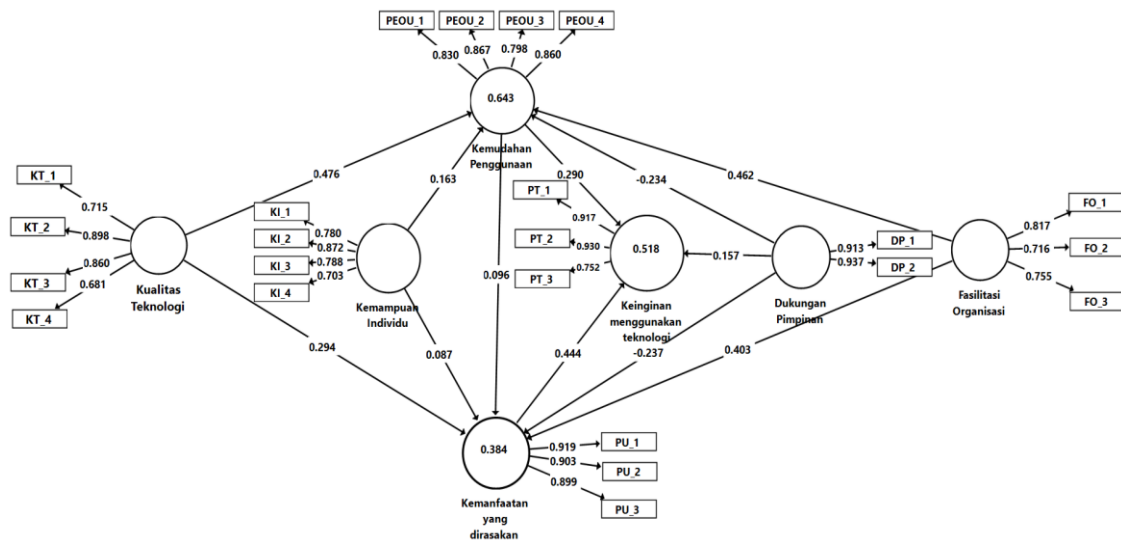 PEOU_1
PEOU_2
PEOU_3
PEOU_4
0.830
0.867
0.798
0.860
0.643
Kemudahan
Penggunaan
KT_1
KT_2
KT_3
KT_4
0.715
0.898
0.860
0.681
Kualitas
Teknologi
0.476
0.163
0.290
-0.234
0.462
KI_1
KI_2
KI_3
KI_4
0.780
0.872
0.788
0.703
Kemampuan
Individu
PT_1
PT_2
PT_3
0.917
0.930
0.752
0.518
Keinginan
menggunakan
teknologi
0.157
0.913
0.937
DP_1
DP_2
Dukungan
Pimpinan
0.817
0.716
0.755
FO_1
FO_2
FO_3
Fasilitasi
Organisasi
0.096
0.294
0.087
0.444
-0.237
0.403
0.384
Kemanfaatan
yang
dirasakan
0.919
0.903
0.899
PU_1
PU_2
PU_3